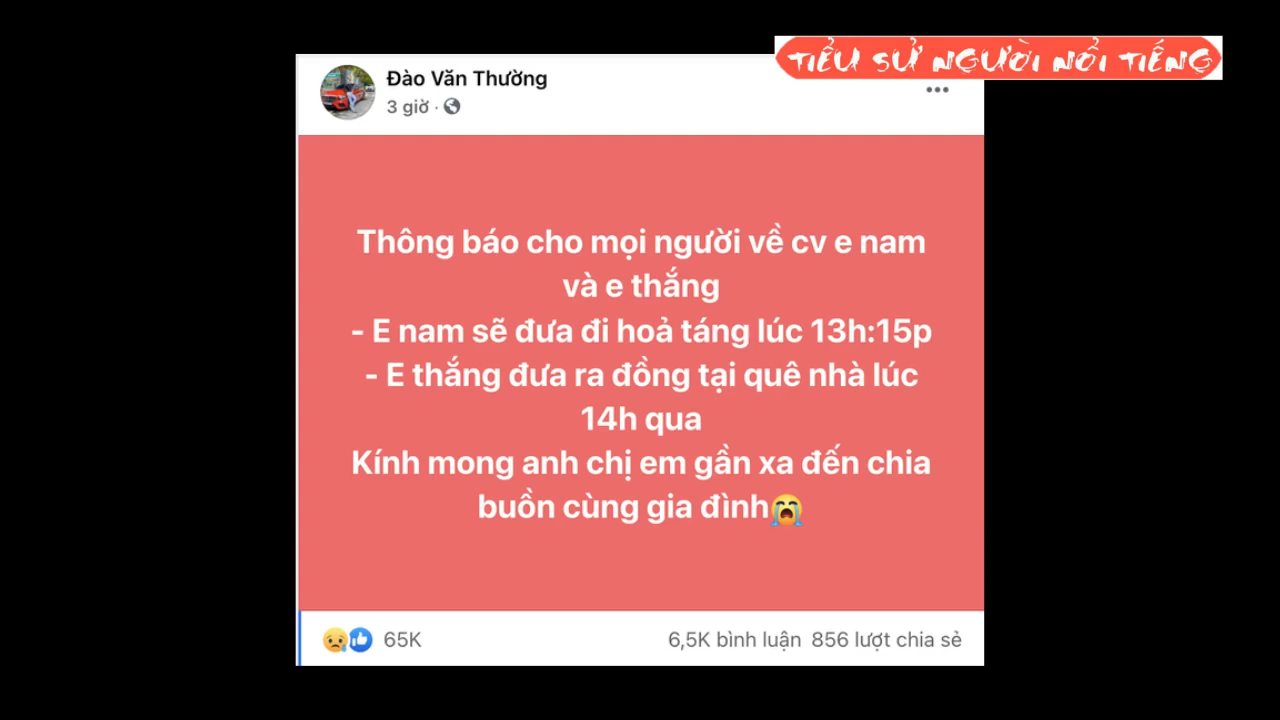 TIỂU SỬ NGƯỜI NỔI TIẾNG
Đào Văn Thường
3 giờ ·
Thông báo cho mọi người về cv e nam
và e thắng
- E nam sẽ đưa đi hoả táng lúc 13h:15p
- E thắng đưa ra đồng tại quê nhà lúc
14h qua
Kính mong anh chị em gần xa đến chia
buồn cùng gia đình😭
65K
6,5K bình luận 856 lượt chia sẻ